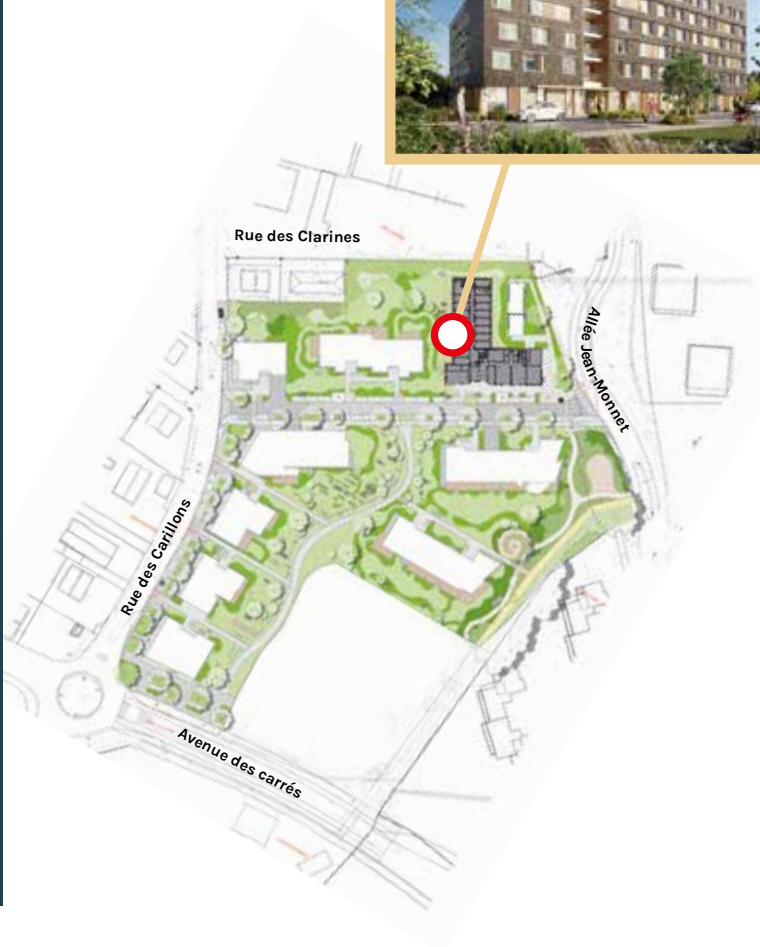 Rue des Clarines
Allée Jean-Monnet
Rue des Carillons
Avenue des carrés